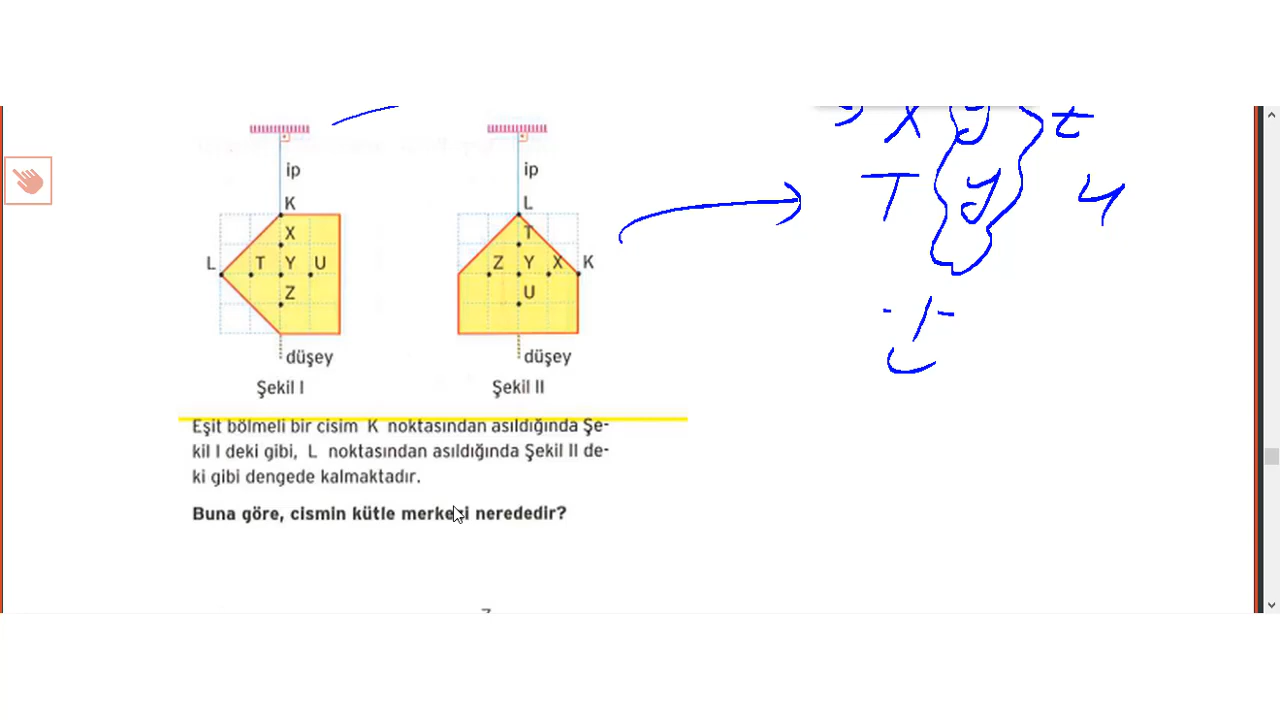 ip
K
X
L T Y U
Z
düşey
Şekil I
ip
L
T
Z Y X K
U
düşey
Şekil II
X y z
T y u
Eşit bölmeli bir cisim K noktasından asıldığında Şe-
kil I deki gibi, L noktasından asıldığında Şekil II de-
ki gibi dengede kalmaktadır.
Buna göre, cismin kütle merkezi nerededir?